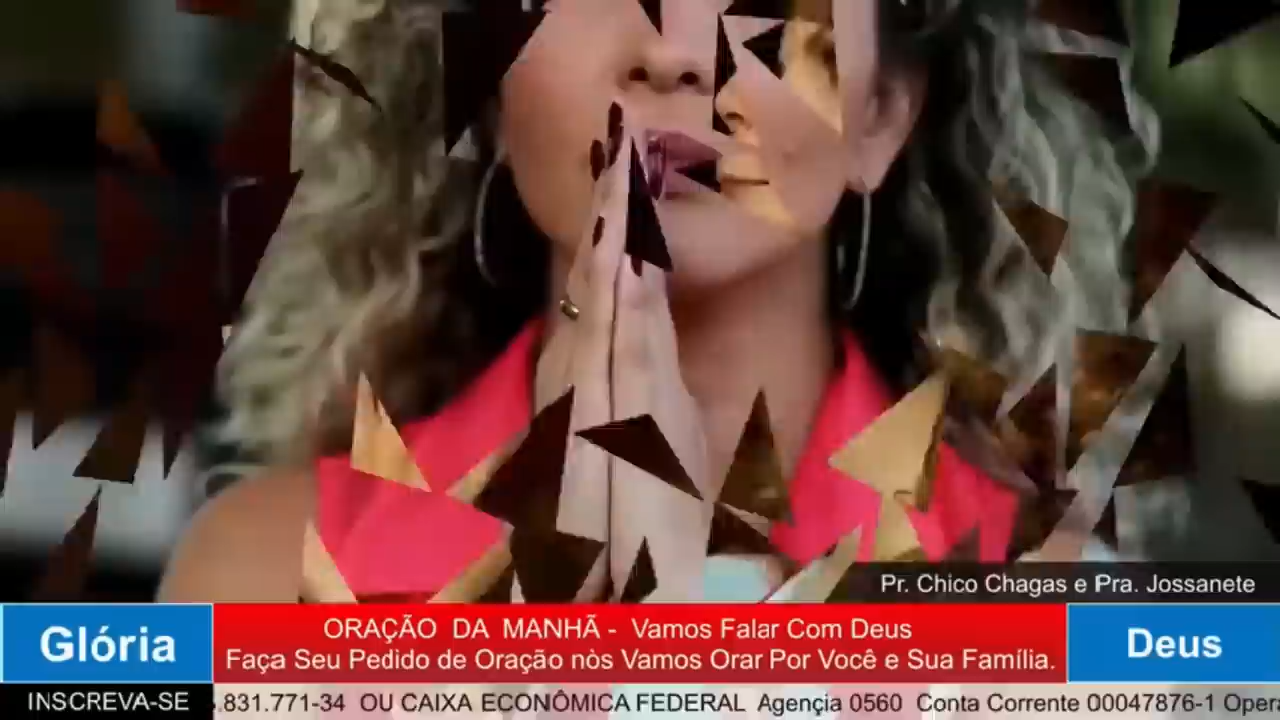 Pr. Chico Chagas e Pra. Jossanete
Glória
ORAÇÃO DA MANHÃ - Vamos Falar Com Deus
Faça Seu Pedido de Oração nòs Vamos Orar Por Você e Sua Família.
Deus
INSCREVA-SE
.831.771-34 OU CAIXA ECONÔMICA FEDERAL Agençia 0560 Conta Corrente 00047876-1 Opera